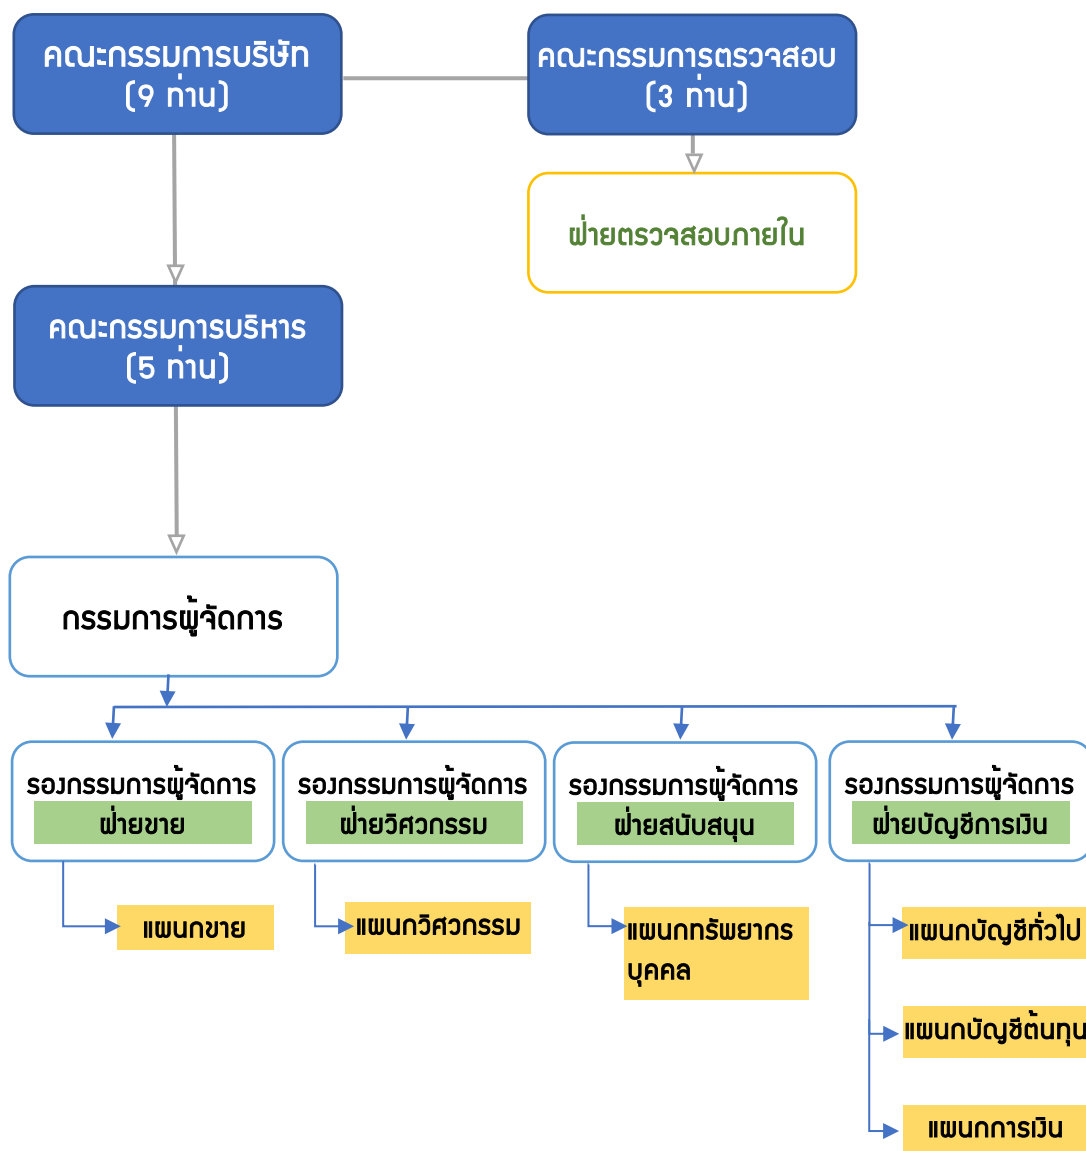 คณะกรรมการบริษัท
(9 ท่าน)
คณะกรรมการตรวจสอบ
(3 ท่าน)
ฝ่ายตรวจสอบภายใน
คณะกรรมการบริหาร
(5 ท่าน)
กรรมการผู้จัดการ
รองกรรมการผู้จัดการ
ฝ่ายขาย
รองกรรมการผู้จัดการ
ฝ่ายวิศวกรรม
รองกรรมการผู้จัดการ
ฝ่ายสนับสนุน
รองกรรมการผู้จัดการ
ฝ่ายบัญชีการเงิน
แผนกขาย
แผนกวิศวกรรม
แผนกทรัพยากร
บุคคล
แผนกบัญชีทั่วไป
แผนกบัญชีต้นทุน
แผนกการเงิน